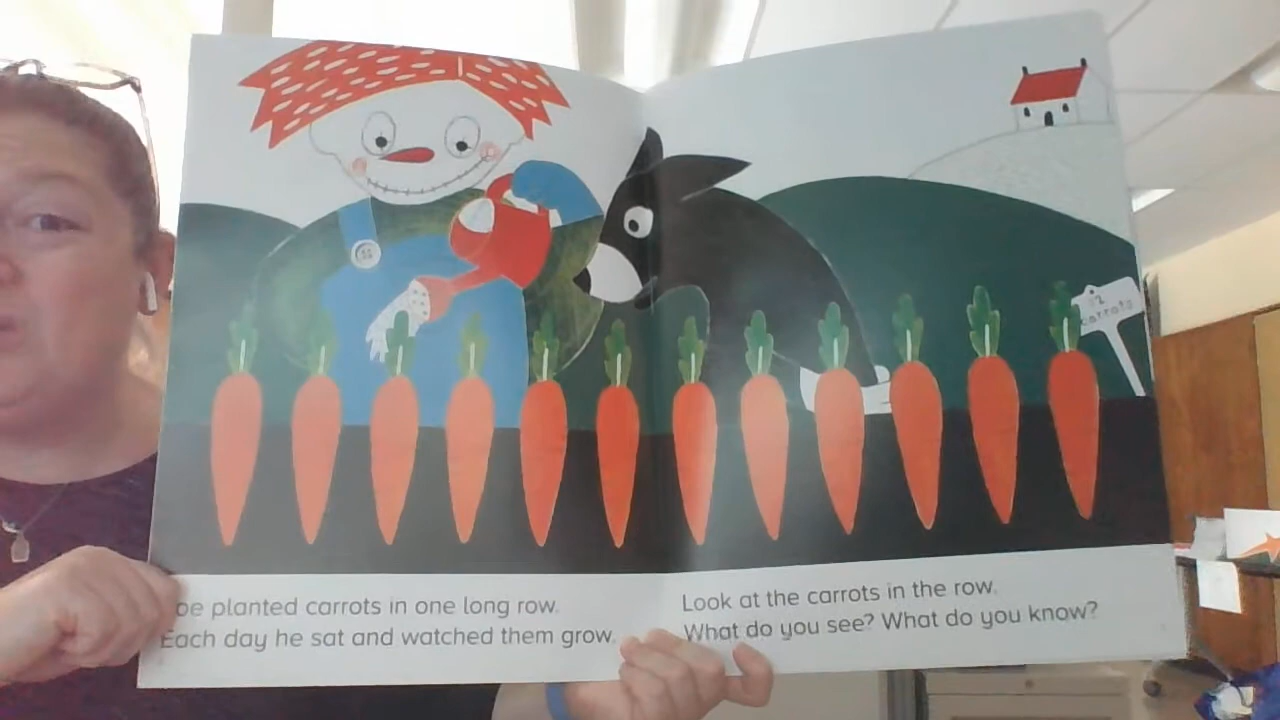 oe planted carrots in one long row.
Each day he sat and watched them grow.
Look at the carrots in the row.
What do you see? What do you know?
12
carrots